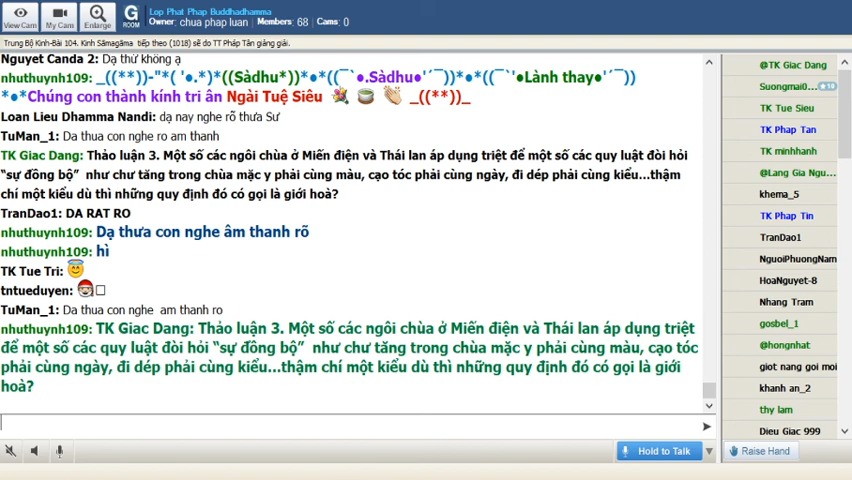 View Cam
My Cam
Enlarge
G
ROOM
Lop Phat Phap Buddhadhamma
Owner: chua phap luan Members: 68 Cams: 0
Trung Bộ Kinh-Bài 104. Kinh Sāmagāma tiếp theo (1018) sẽ do TT Pháp Tân giảng giải.
Nguyet Canda 2: Dạ thử không ạ
nhuthuynh109: _((**))-"*( '●.*)*((Sàdhu*))*●*((¯`●.Sàdhu●'´¯))*●*((¯`'●Lành thay●'´¯))
*●*Chúng con thành kính tri ân Ngài Tuệ Siêu _((**))_
Loan Lieu Dhamma Nandi: dạ nay nghe rõ thưa Sư
TuMan_1: Da thua con nghe ro am thanh
TK Giac Dang: Thảo luận 3. Một số các ngôi chùa ở Miến điện và Thái lan áp dụng triệt để một số các quy luật đòi hỏi
“sự đồng bộ” như chư tăng trong chùa mặc y phải cùng màu, cạo tóc phải cùng ngày, đi dép phải cùng kiểu...thậm
chí một kiểu dù thì những quy định đó có gọi là giới hoà?
TranDao1: DA RAT RO
nhuthuynh109: Dạ thưa con nghe âm thanh rõ
nhuthuynh109: hì
TK Tue Tri:
tntueduyen:
TuMan_1: Da thua con nghe am thanh ro
nhuthuynh109: TK Giac Dang: Thảo luận 3. Một số các ngôi chùa ở Miến điện và Thái lan áp dụng triệt
để một số các quy luật đòi hỏi “sự đồng bộ” như chư tăng trong chùa mặc y phải cùng màu, cạo tóc
phải cùng ngày, đi dép phải cùng kiểu...thậm chí một kiểu dù thì những quy định đó có gọi là giới
hoà?
Hold to Talk
@TK Giac Dang
Suongmai0... ★10
TK Tue Sieu
TK Phap Tan
TK minhhanh
@Lang Gia Ngu...
khema_5
TK Phap Tin
TranDao1
NguoiPhuongNam
HoaNguyet-8
Nhang Tram
gosbel_1
@hongnhat
giot nang goi moi
khanh an_2
thy lam
Dieu Giac 999
Raise Hand